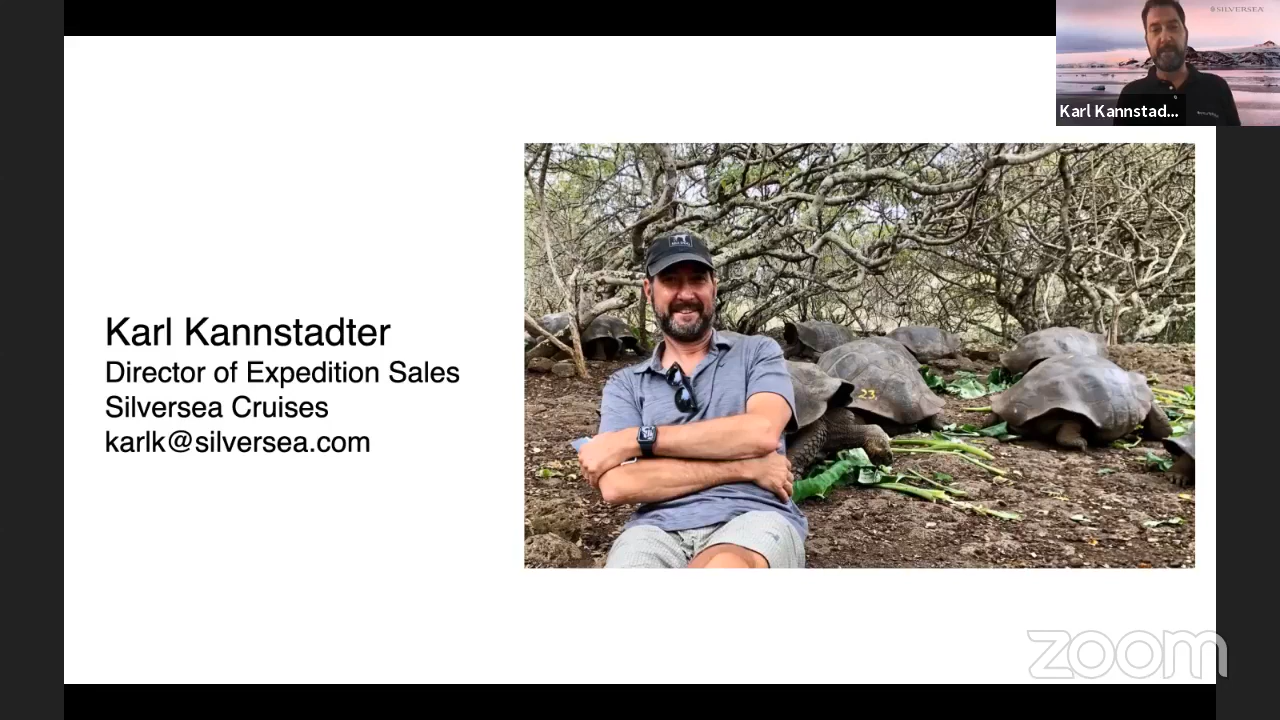 SILVERSEA
Karl Kannstad...
Karl Kannstadter
Director of Expedition Sales
Silversea Cruises
karlk@silversea.com
23
zoom